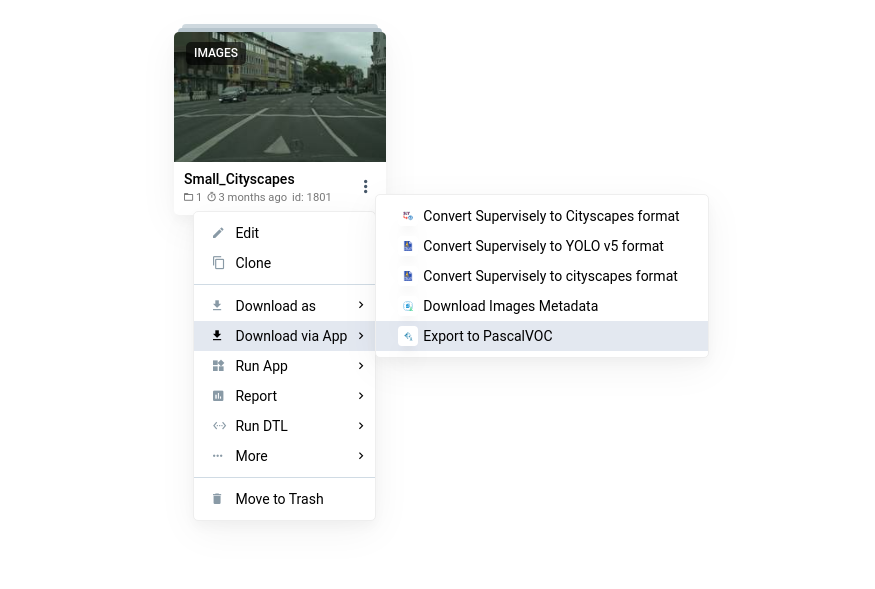 IMAGES
Small_Cityscapes
1 3 months ago id: 1801
Edit
Clone
Download as
Download via App
Run App
Report
Run DTL
More
Move to Trash
Convert Supervisely to Cityscapes format
Convert Supervisely to YOLO v5 format
Convert Supervisely to cityscapes format
Download Images Metadata
Export to PascalVOC